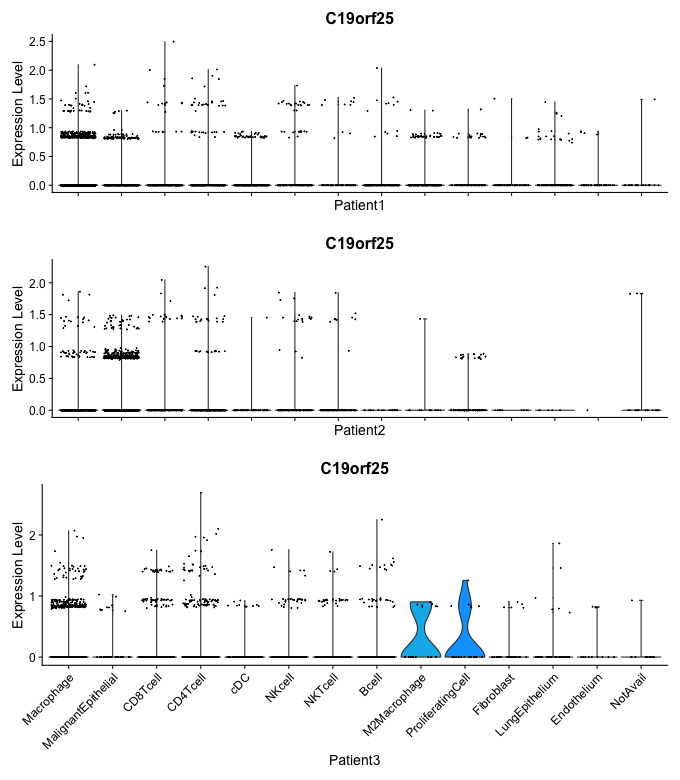 C19orf25
Expression Level
2.5
2.0
1.5
1.0
0.5
0.0
Patient1
C19orf25
Expression Level
2.0
1.5
1.0
0.5
0.0
Patient2
C19orf25
Expression Level
2
1
0
Macrophage
MalignantEpithelial
CD8Tcell
CD4Tcell
cDC
NKcell
NKTcell
Bcell
M2Macrophage
ProliferatingCell
Fibroblast
LungEpithelium
Endothelium
NotAvail
Patient3